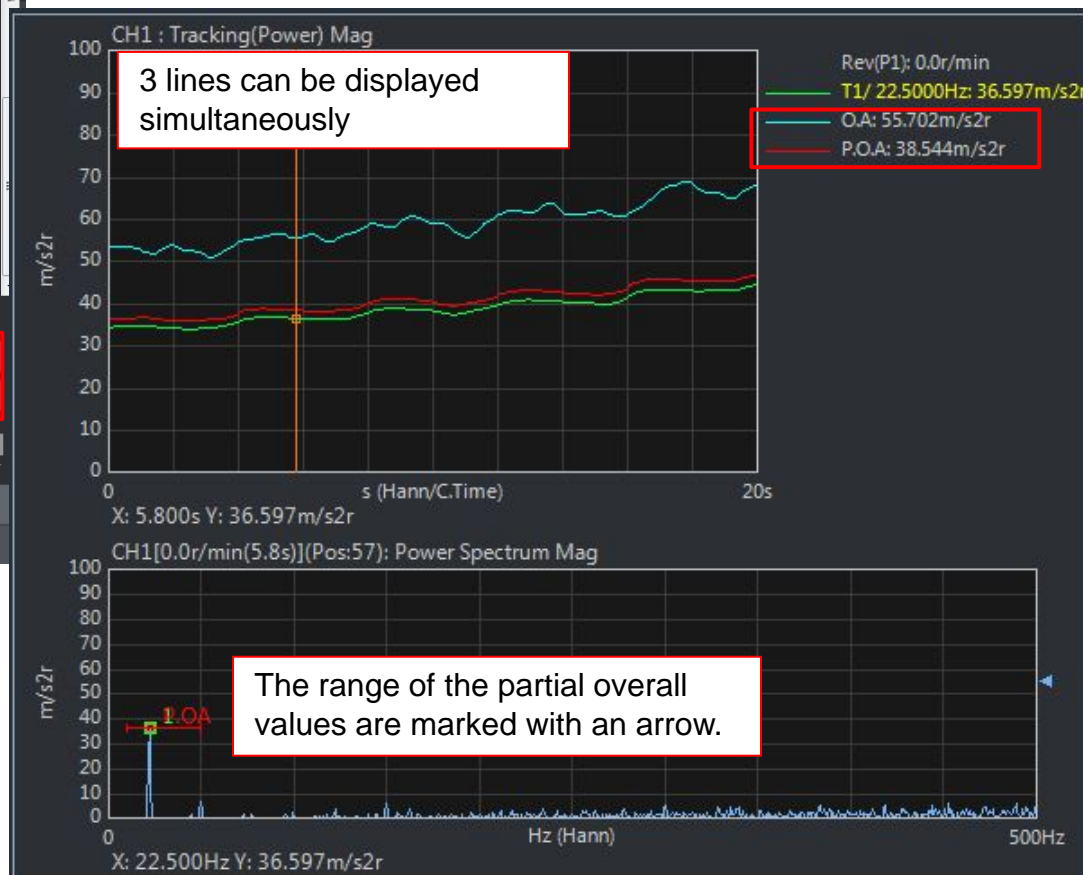 CH1 : Tracking(Power) Mag
3 lines can be displayed
simultaneously
Rev(P1): 0.0r/min
T1/ 22.5000Hz: 36.597m/s2r
O.A: 55.702m/s2r
P.O.A: 38.544m/s2r
100
90
80
70
60
50
40
30
20
10
0
m/s2r
0
s (Hann/C.Time)
20s
X: 5.800s Y: 36.597m/s2r
CH1[0.0r/min(5.8s)](Pos:57): Power Spectrum Mag
100
90
80
70
60
50
40
30
20
10
0
m/s2r
1
P.OA
The range of the partial overall
values are marked with an arrow.
0
Hz (Hann)
500Hz
X: 22.500Hz Y: 36.597m/s2r